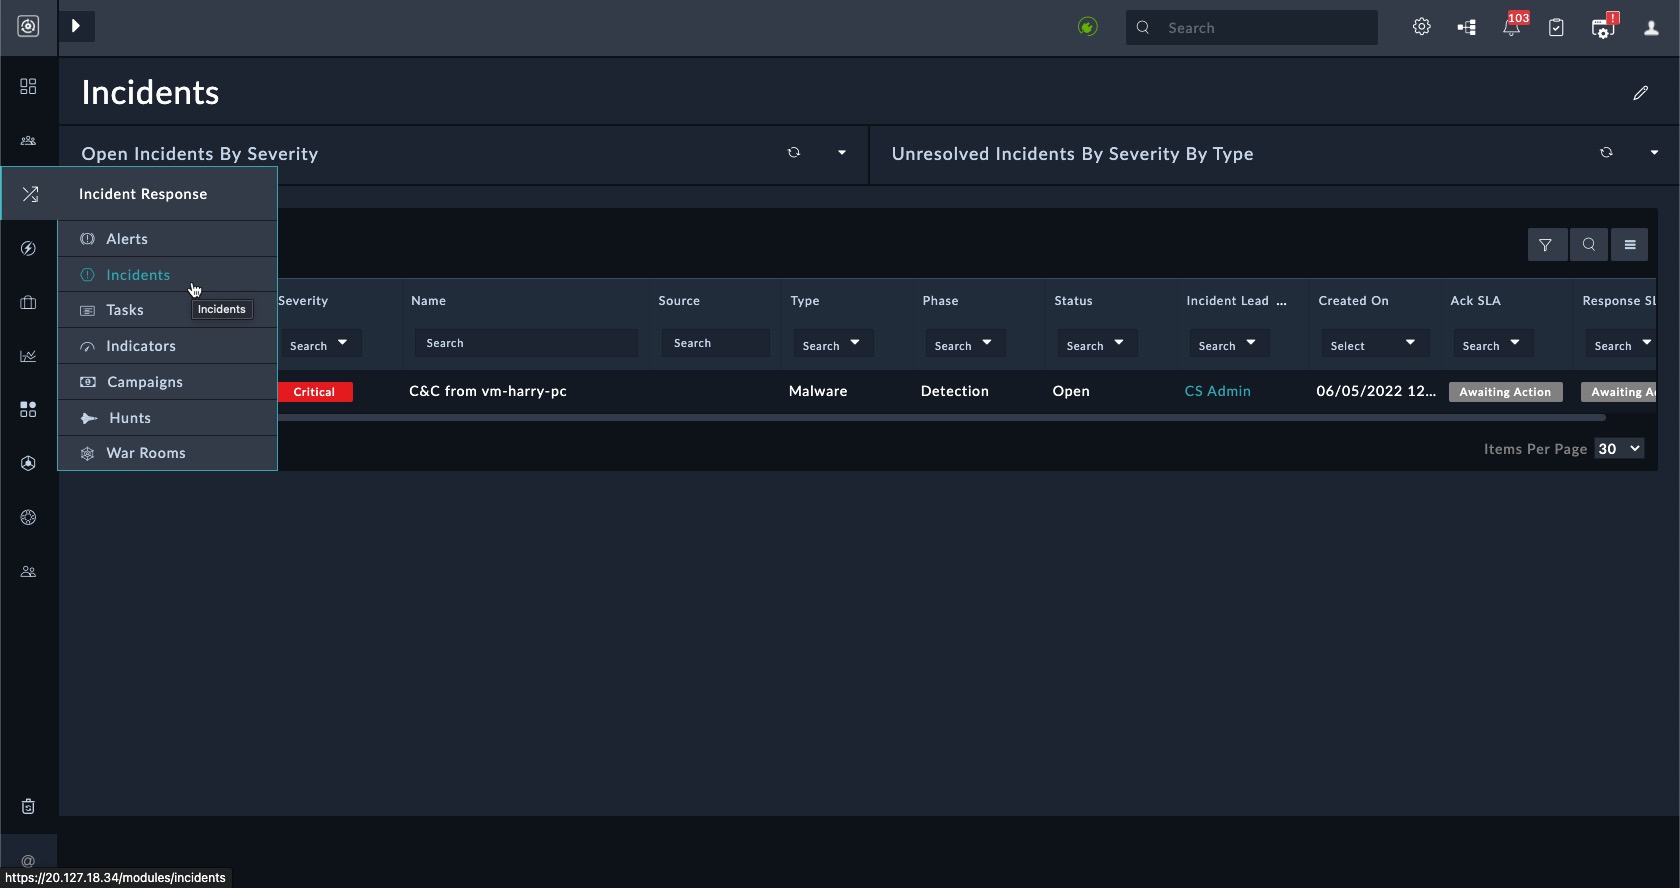 Search
103
!
Incidents
Open Incidents By Severity
Unresolved Incidents By Severity By Type
Incident Response
Alerts
Incidents
Tasks
Incidents
Indicators
Campaigns
Hunts
War Rooms
Severity Name Source Type Phase Status Incident Lead ... Created On Ack SLA Response SL
Search Search Search Search Search Search Search Select Search Search
Critical C&C from vm-harry-pc Malware Detection Open CS Admin 06/05/2022 12... Awaiting Action Awaiting A
Items Per Page 30
@
https://20.127.18.34/modules/incidents